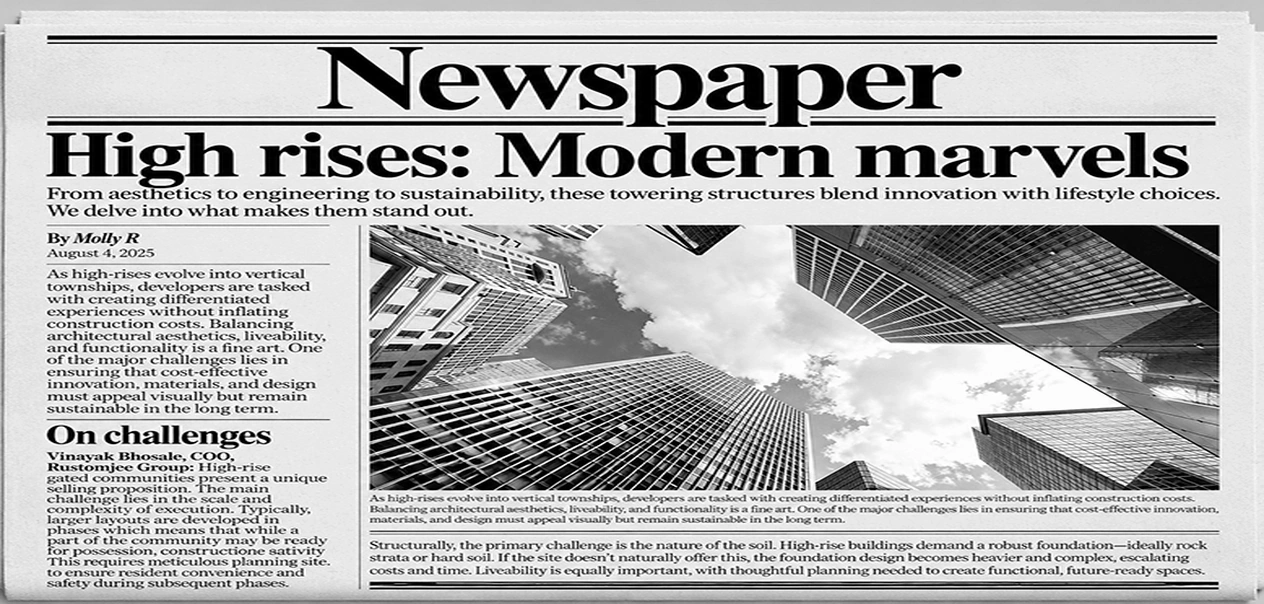 Newspaper
High rises: Modern marvels
From aesthetics to engineering to sustainability, these towering structures blend innovation with lifestyle choices.
We delve into what makes them stand out.
By Molly R
August 4, 2025
As high-rises evolve into vertical
townships, developers are tasked
with creating differentiated
experiences without inflating
construction costs. Balancing
architectural aesthetics, liveability,
and functionality is a fine art. One
of the major challenges lies in
ensuring that cost-effective
innovation, materials, and design
must appeal visually but remain
sustainable in the long term.
On challenges
Vinayak Bhosale, COO,
Rustomjee Group: High-rise
gated communities present a unique
selling proposition. The main
challenge lies in the scale and
complexity of execution. Typically,
larger layouts are developed in
phases which means that while a
part of the community may be ready
for possession, constructione sativity
This requires meticulous planning site.
to ensure resident convenience and
safety during subsequent phases.
As high-rises evolve into vertical townships, developers are tasked with creating differentiated experiences without inflating construction costs.
Balancing architectural aesthetics, liveability, and functionality is a fine art. One of the major challenges lies in ensuring that cost-effective innovation,
materials, and design must appeal visually but remain sustainable in the long term.
Structurally, the primary challenge is the nature of the soil. High-rise buildings demand a robust foundation—ideally rock
strata or hard soil. If the site doesn't naturally offer this, the foundation design becomes heavier and complex, escalating
costs and time. Liveability is equally important, with thoughtful planning needed to create functional, future-ready spaces.